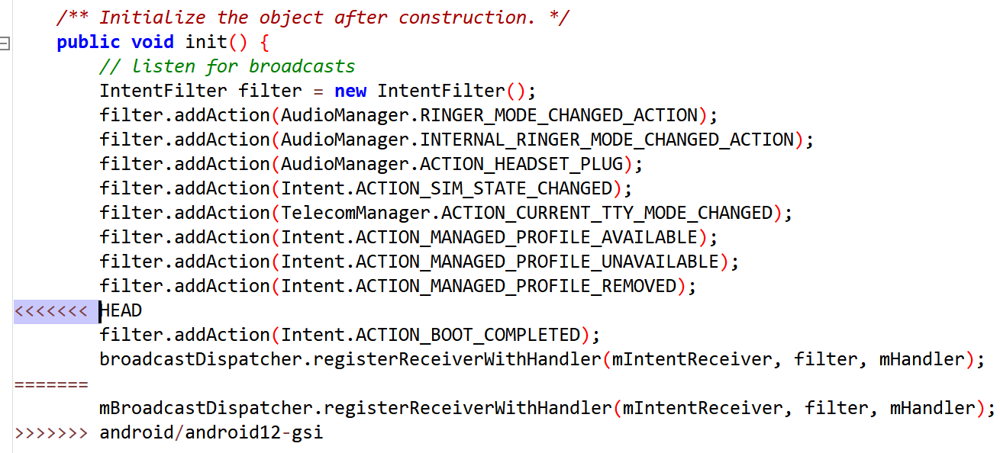 /** Initialize the object after construction. */
public void init() {
// listen for broadcasts
IntentFilter filter = new IntentFilter();
filter.addAction(AudioManager.RINGER_MODE_CHANGED_ACTION);
filter.addAction(AudioManager.INTERNAL_RINGER_MODE_CHANGED_ACTION);
filter.addAction(AudioManager.ACTION_HEADSET_PLUG);
filter.addAction(Intent.ACTION_SIM_STATE_CHANGED);
filter.addAction(TelecomManager.ACTION_CURRENT_TTY_MODE_CHANGED);
filter.addAction(Intent.ACTION_MANAGED_PROFILE_AVAILABLE);
filter.addAction(Intent.ACTION_MANAGED_PROFILE_UNAVAILABLE);
filter.addAction(Intent.ACTION_MANAGED_PROFILE_REMOVED);
<<<<<<< HEAD
filter.addAction(Intent.ACTION_BOOT_COMPLETED);
broadcastDispatcher.registerReceiverWithHandler(mIntentReceiver, filter, mHandler);
=======
mBroadcastDispatcher.registerReceiverWithHandler(mIntentReceiver, filter, mHandler);
>>>>>>> android/android12-gsi